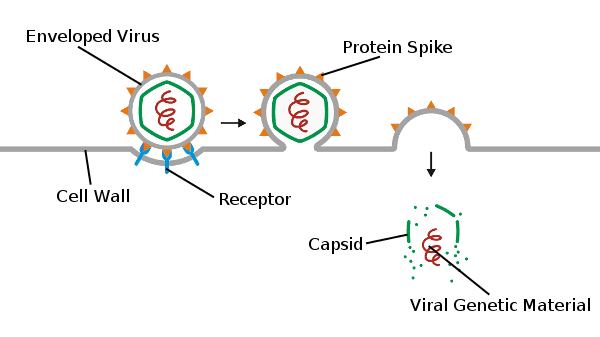 Enveloped Virus
Protein Spike
Cell Wall
Receptor
Capsid
Viral Genetic Material